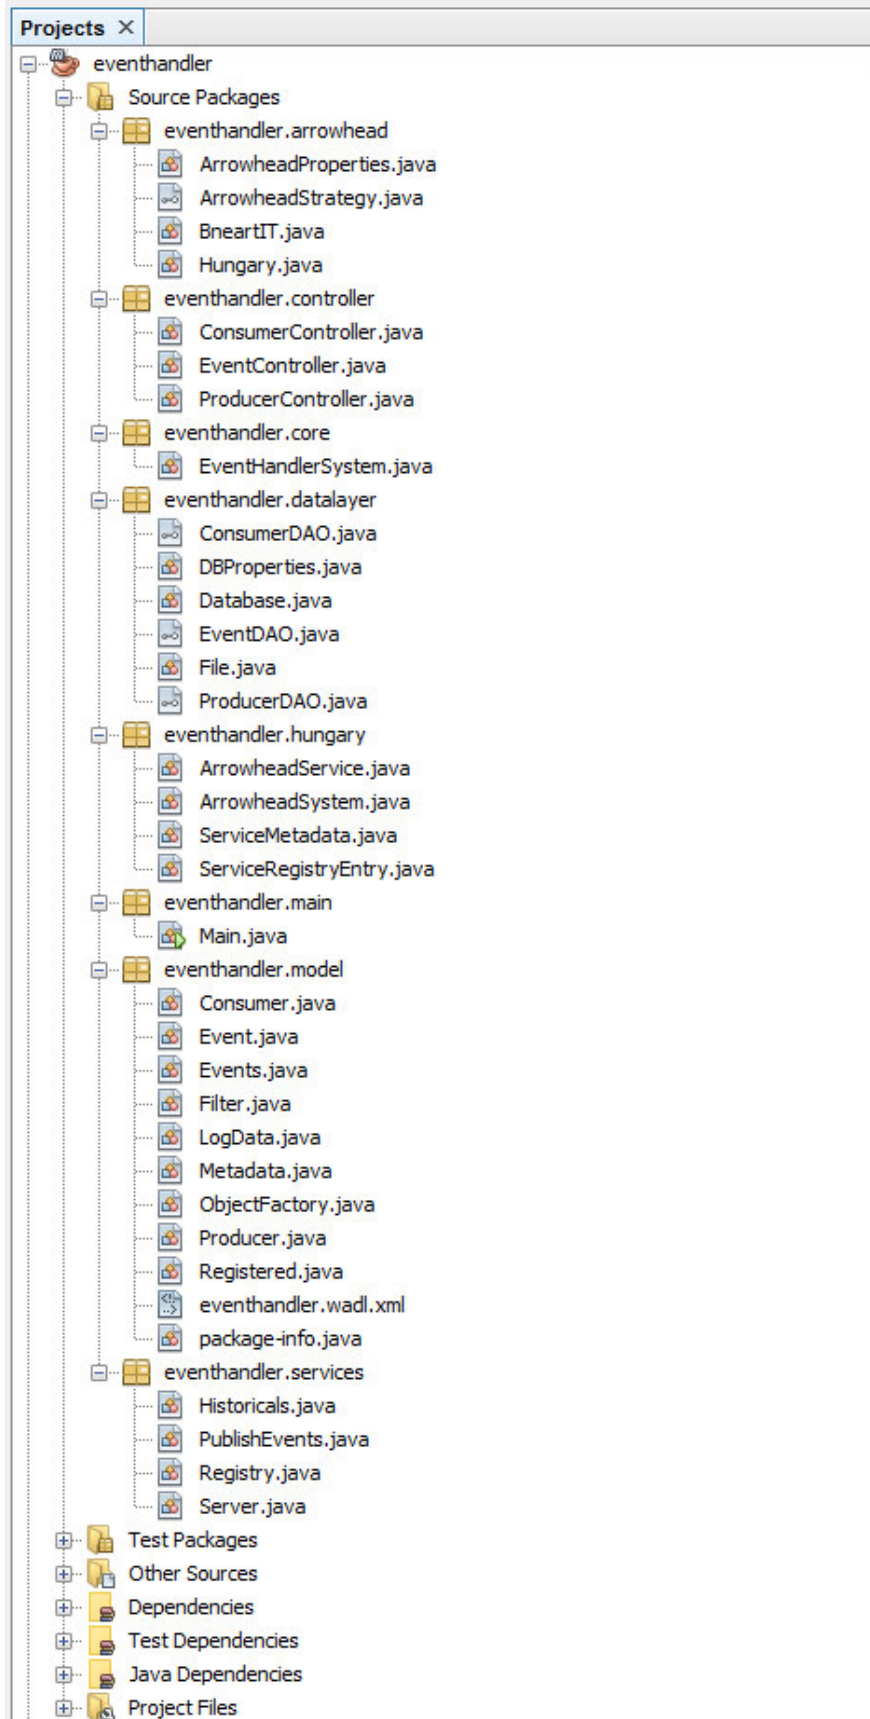 Projects ×
eventhandler
Source Packages
eventhandler.arrowhead
ArrowheadProperties.java
ArrowheadStrategy.java
BneartIT.java
Hungary.java
eventhandler.controller
ConsumerController.java
EventController.java
ProducerController.java
eventhandler.core
EventHandlerSystem.java
eventhandler.datalayer
ConsumerDAO.java
DBProperties.java
Database.java
EventDAO.java
File.java
ProducerDAO.java
eventhandler.hungary
ArrowheadService.java
ArrowheadSystem.java
ServiceMetadata.java
ServiceRegistryEntry.java
eventhandler.main
Main.java
eventhandler.model
Consumer.java
Event.java
Events.java
Filter.java
LogData.java
Metadata.java
ObjectFactory.java
Producer.java
Registered.java
eventhandler.wadl.xml
package-info.java
eventhandler.services
Historicals.java
PublishEvents.java
Registry.java
Server.java
Test Packages
Other Sources
Dependencies
Test Dependencies
Java Dependencies
Project Files